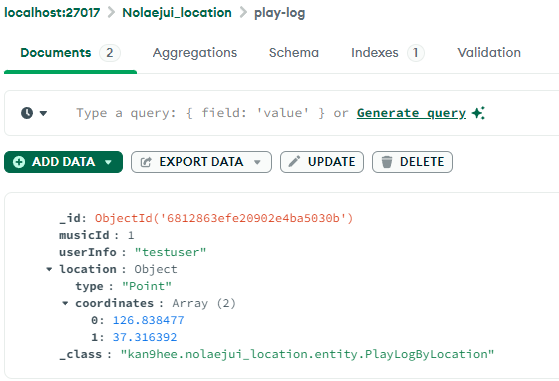 localhost:27017 > Nolaejui_location > play-log
Documents 2 Aggregations Schema Indexes 1 Validation
Type a query: { field: 'value' } or Generate query
ADD DATA EXPORT DATA UPDATE DELETE
_id: ObjectId('6812863efe20902e4ba5030b')
musicId : 1
userInfo : "testuser"
location : Object
type : "Point"
coordinates : Array (2)
0: 126.838477
1: 37.316392
_class : "kan9hee.nolaejui_location.entity.PlayLogByLocation"